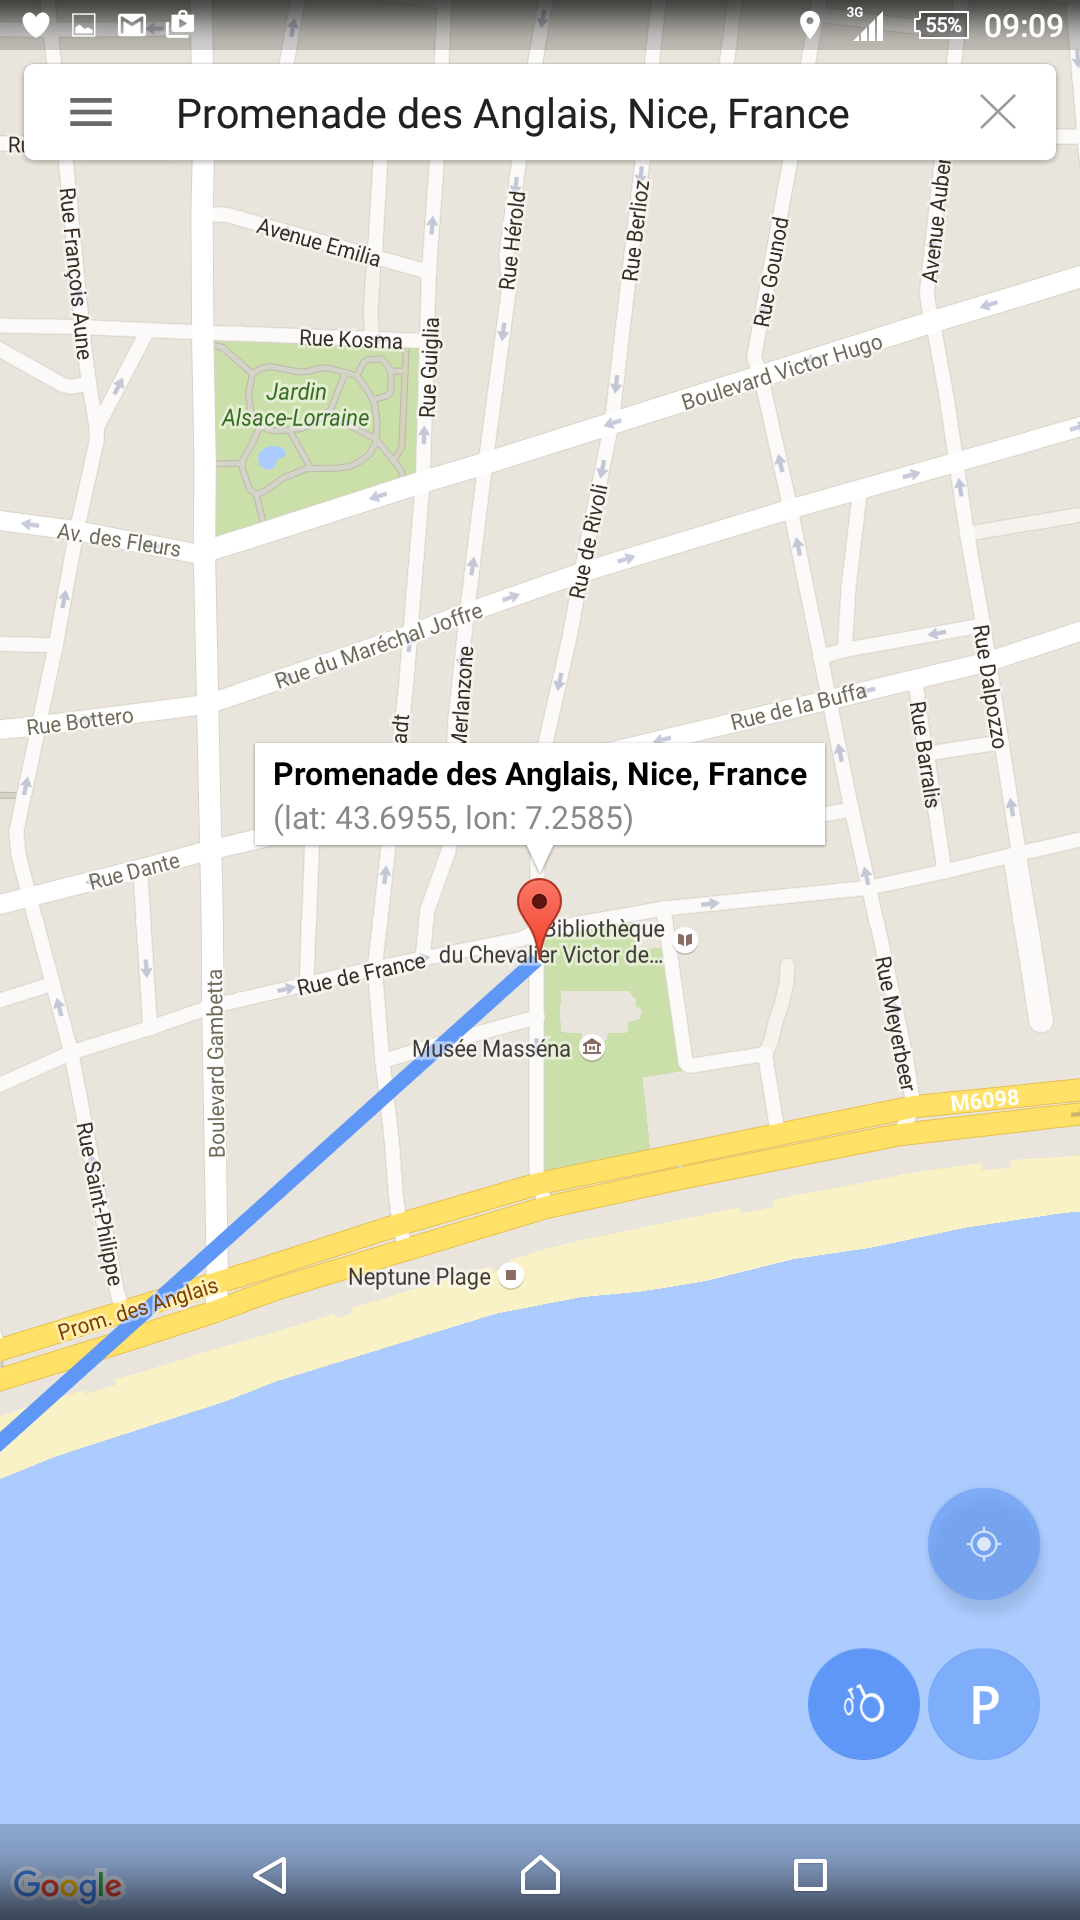 3G
55%
09:09
Promenade des Anglais, Nice, France
Rue François Aune
Avenue Emilia
Rue Hérold
Rue Berlioz
Rue Gounod
Rue Kosma
Rue Guiglia
Jardin
Alsace-Lorraine
Boulevard Victor Hugo
Av. des Fleurs
Rue de Rivoli
Rue du Maréchal Joffre
Rue Bottero
Merlanzone
adt
Rue de la Buffa
Rue Barralis
Rue Dalpozzo
Promenade des Anglais, Nice, France
(lat: 43.6955, lon: 7.2585)
Rue Dante
Bibliothèque
du Chevalier Victor de...
Rue de France
Boulevard Gambetta
Musée Masséna
Rue Meyerbeer
M6098
Rue Saint-Philippe
Neptune Plage
Prom. des Anglais
P
Google